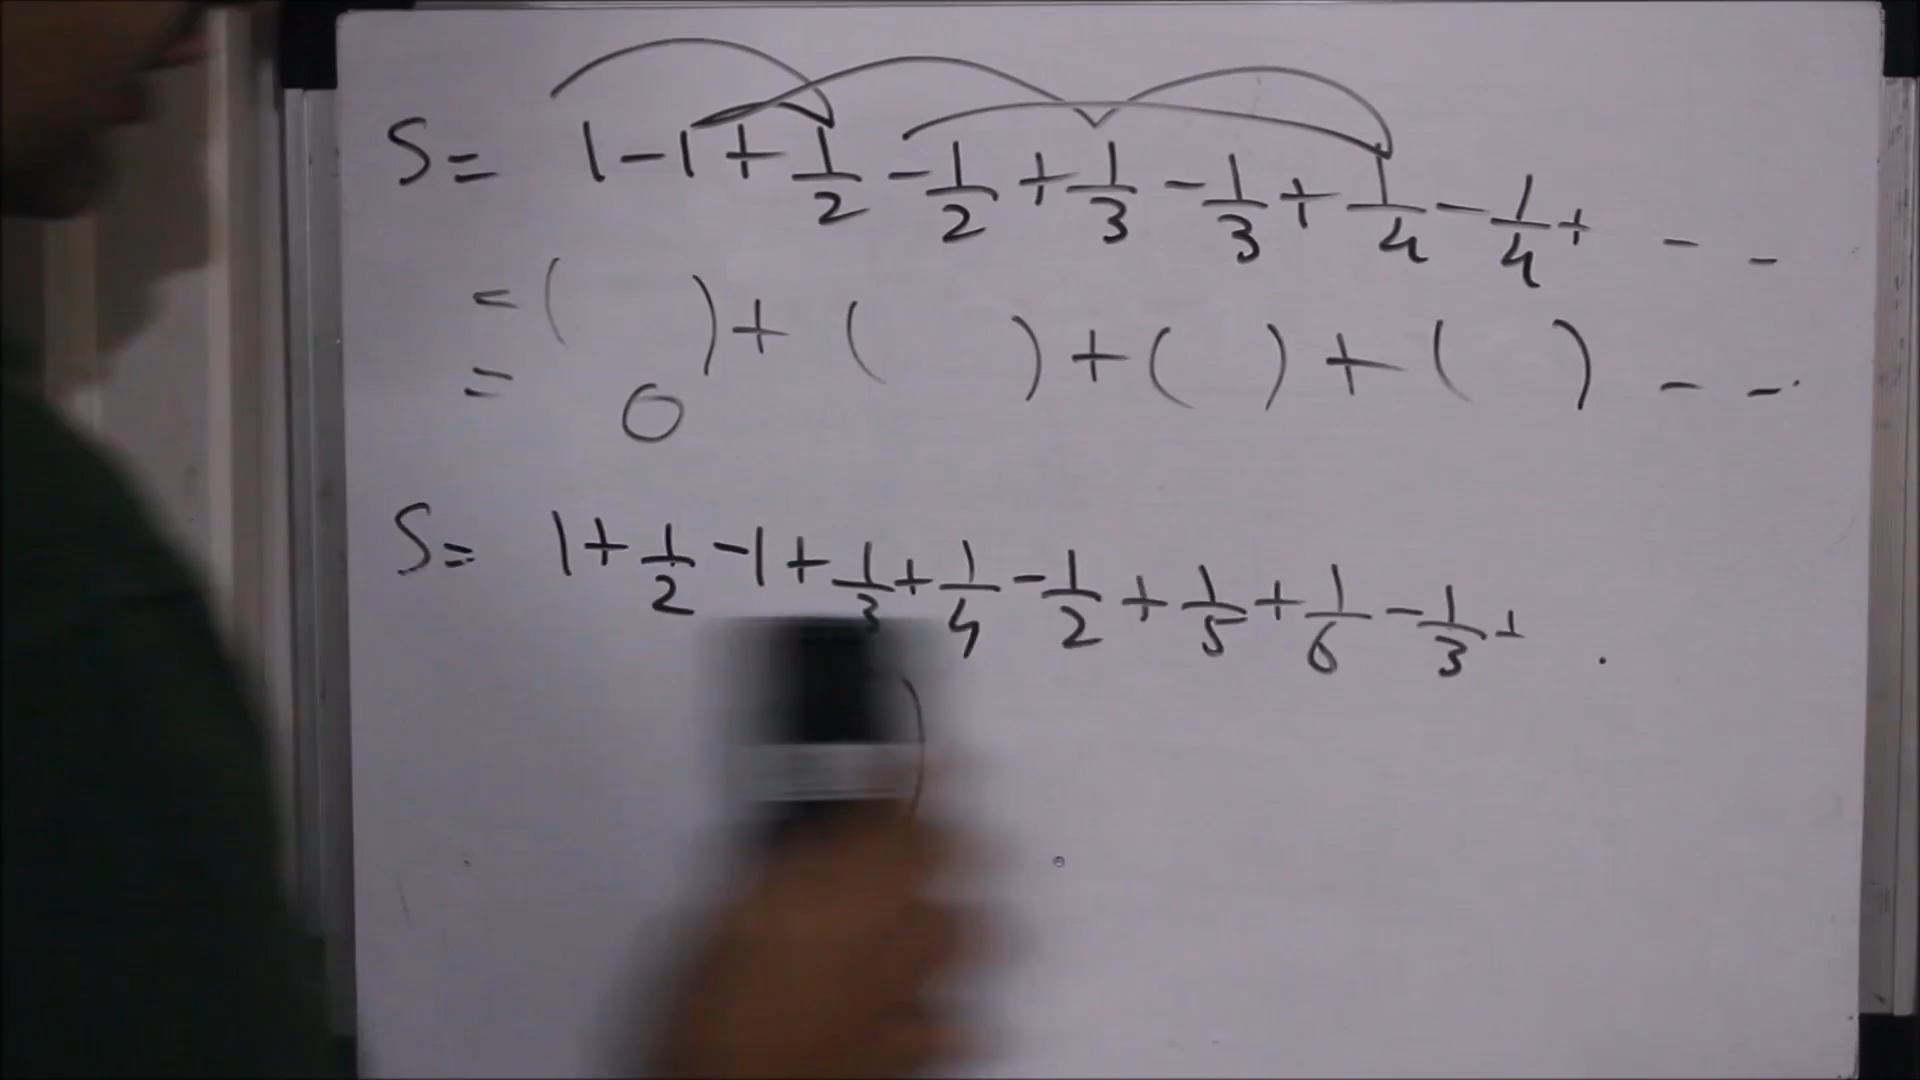 S= 1-1+1/2-1/2+1/3-1/3+1/4-1/4+ - -
=( )+( )+( )+( ) - -
= 0
S= 1+1/2-1+1/3+1/4-1/2+1/5+1/6-1/3+ .
)